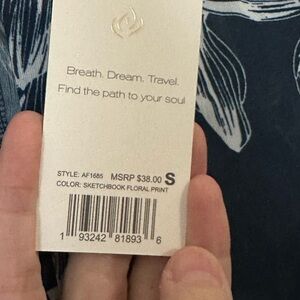 Breath. Dream. Travel.
Find the path to your soul
STYLE: AF1685 MSRP $38.00 S
COLOR: SKETCHBOOK FLORAL PRINT
1 93242 81893 6